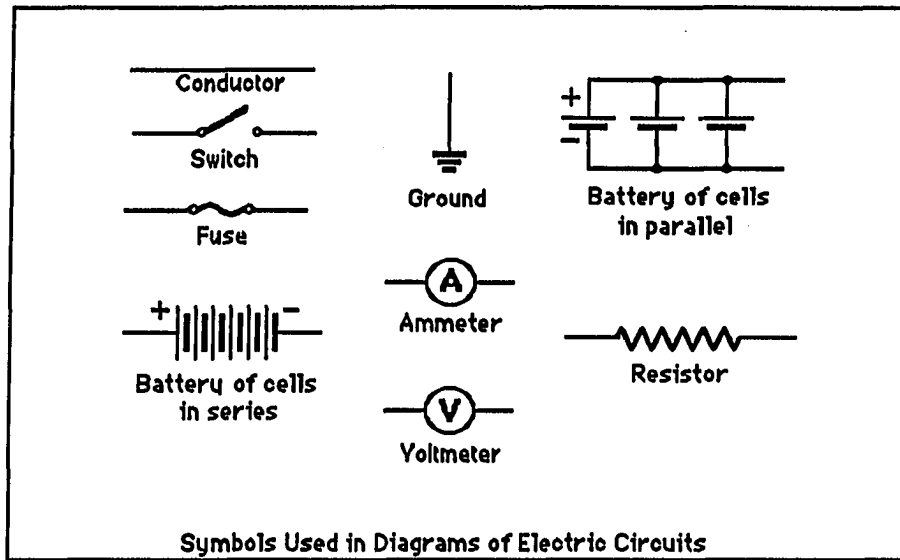 Conductor
Switch
Fuse
+ −
Battery of cells
in series
Ground
A
Ammeter
V
Voltmeter
+
−
Battery of cells
in parallel
Resistor
Symbols Used in Diagrams of Electric Circuits